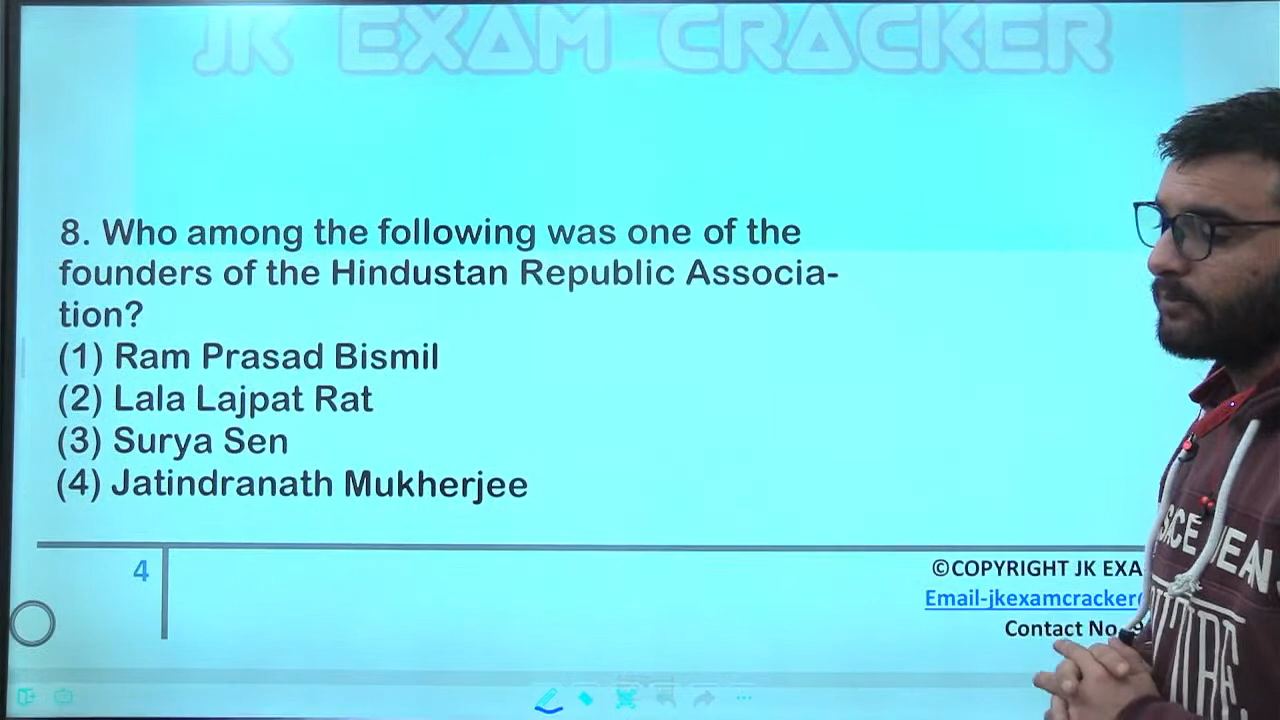 JK EXAM CRACKER
8. Who among the following was one of the
founders of the Hindustan Republic Associa-
tion?
(1) Ram Prasad Bismil
(2) Lala Lajpat Rat
(3) Surya Sen
(4) Jatindranath Mukherjee
4
©COPYRIGHT JK EXA
Email-jkexamcracker
Contact No